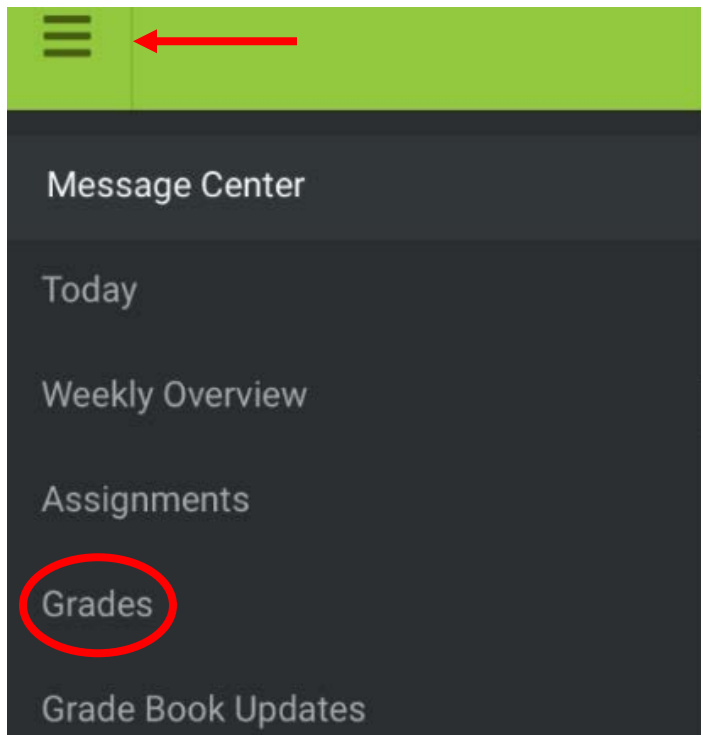 Message Center
Today
Weekly Overview
Assignments
Grades
Grade Book Updates